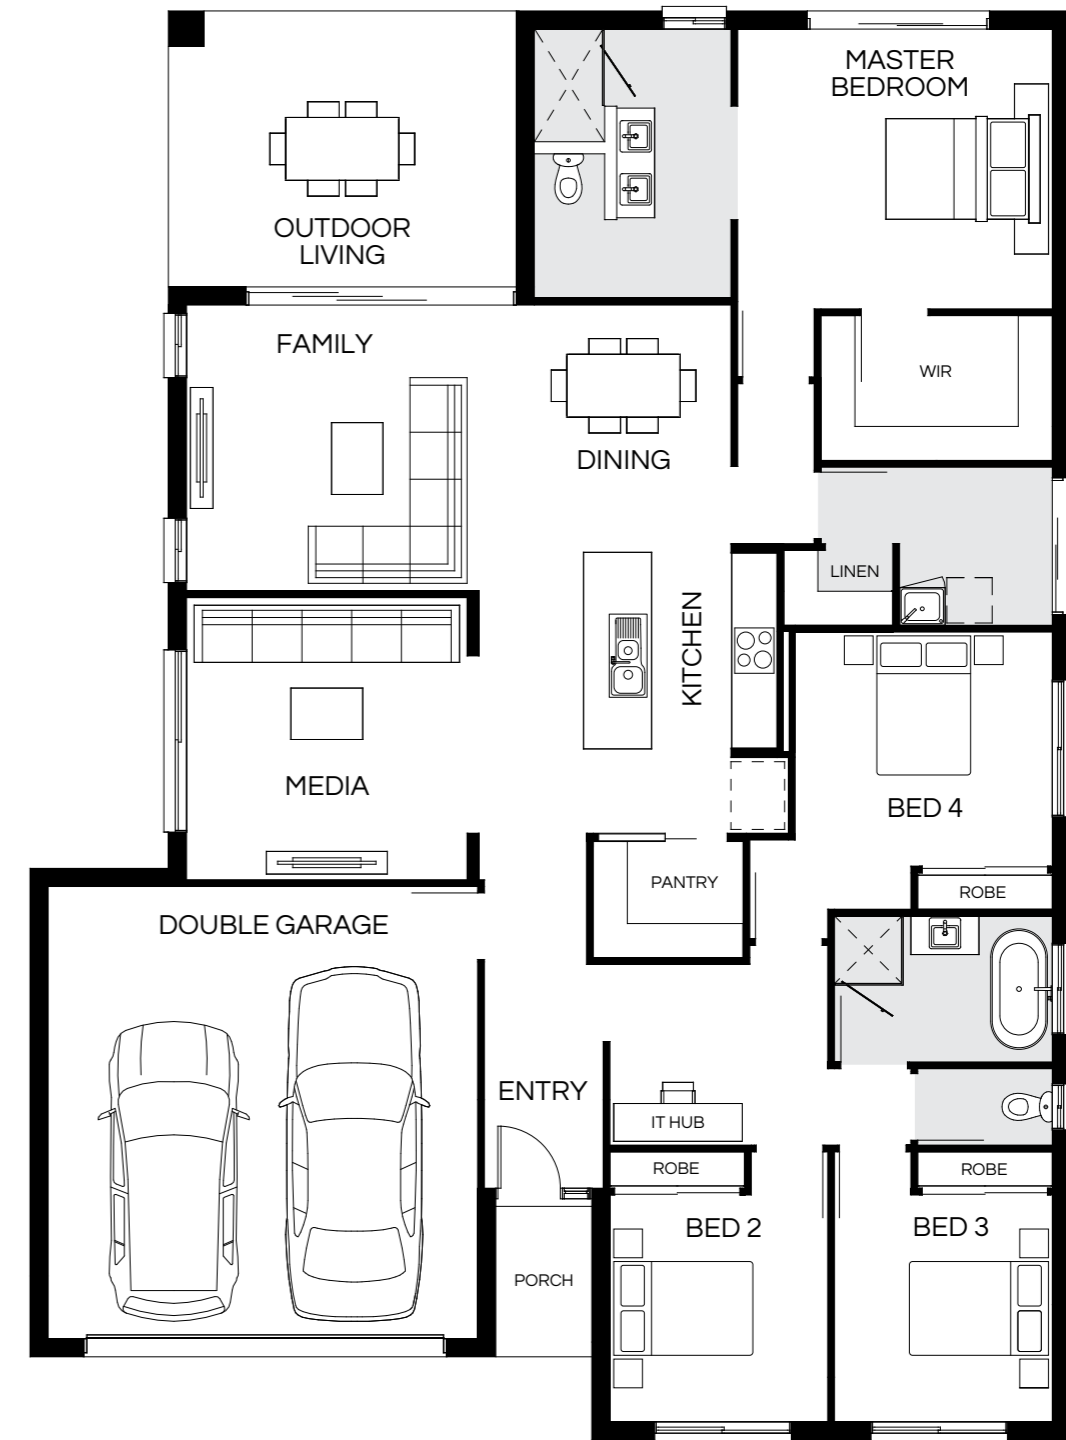 MASTER
BEDROOM
OUTDOOR
LIVING
FAMILY
WIR
DINING
LINEN
KITCHEN
MEDIA
BED 4
PANTRY
ROBE
DOUBLE GARAGE
ENTRY
IT HUB
ROBE
ROBE
BED 2
BED 3
PORCH